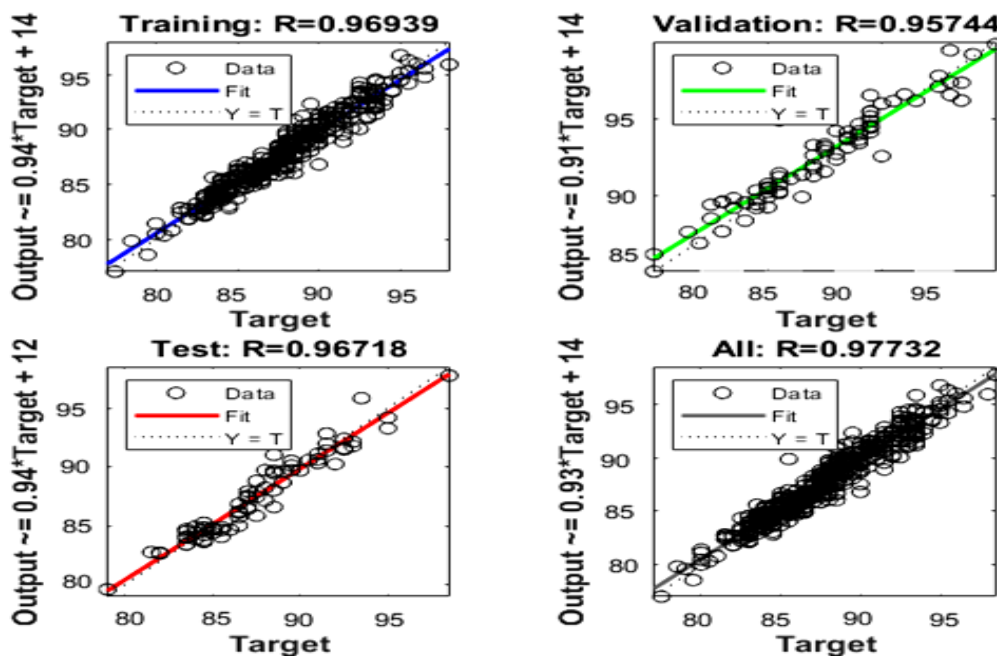 Training: R=0.96939
Output ~= 0.94*Target + 14
95
90
85
80
Data
Fit
Y = T
80 85 90 95
Target
Validation: R=0.95744
Output ~= 0.91*Target + 14
95
90
85
Data
Fit
Y = T
80 85 90 95
Target
Test: R=0.96718
Output ~= 0.94*Target + 12
95
90
85
80
Data
Fit
Y = T
80 85 90 95
Target
All: R=0.97732
Output ~= 0.93*Target + 14
95
90
85
80
Data
Fit
Y = T
80 85 90 95
Target